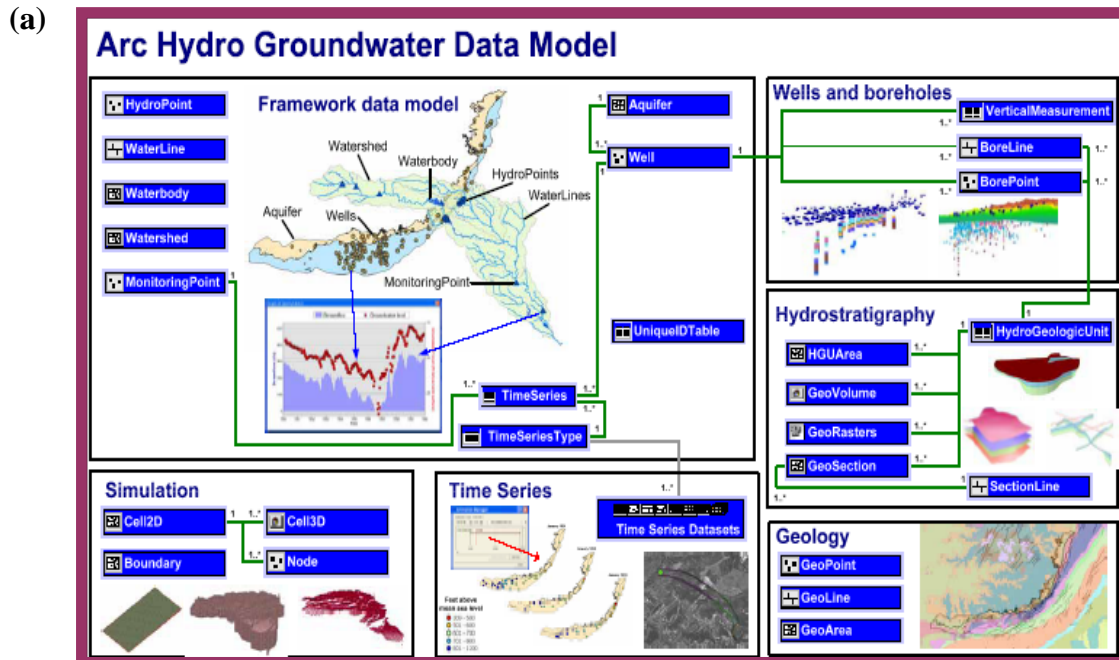 (a)
Arc Hydro Groundwater Data Model
Framework data model
HydroPoint
WaterLine
Waterbody
Watershed
MonitoringPoint
1
Watershed
Waterbody
HydroPoints
WaterLines
Aquifer
Wells
MonitoringPoint
1
Aquifer
1..*
Well
1
1
UniqueIDTable
1..*
TimeSeries
1..*
1..*
TimeSeriesType
1
Wells and boreholes
VerticalMeasurement
1..*
BoreLine
1..*
1..*
BorePoint
1..*
1..*
Hydrostratigraphy
1
1
HydroGeologicUnit
HGUArea
1..*
GeoVolume
1..*
GeoRasters
1..*
GeoSection
1..*
1..*
1
SectionLine
Simulation
Cell2D
1
1..*
Cell3D
Boundary
1..*
Node
Time Series
1..*
Time Series Datasets
Feet above
mean sea level
Geology
GeoPoint
GeoLine
GeoArea